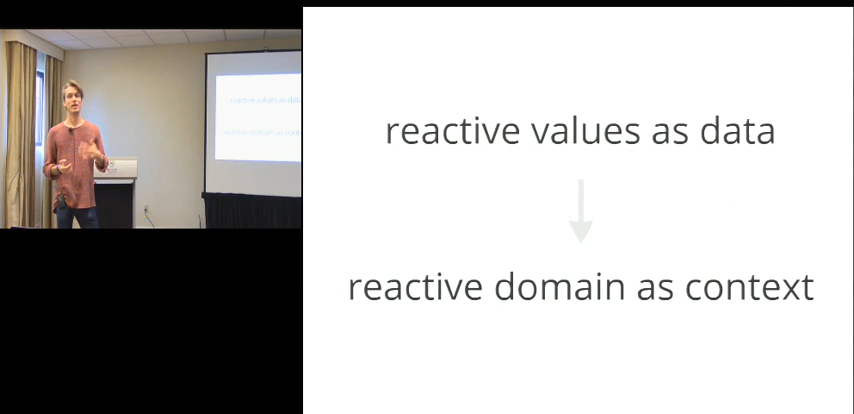 reactive values as data
reactive domain as context